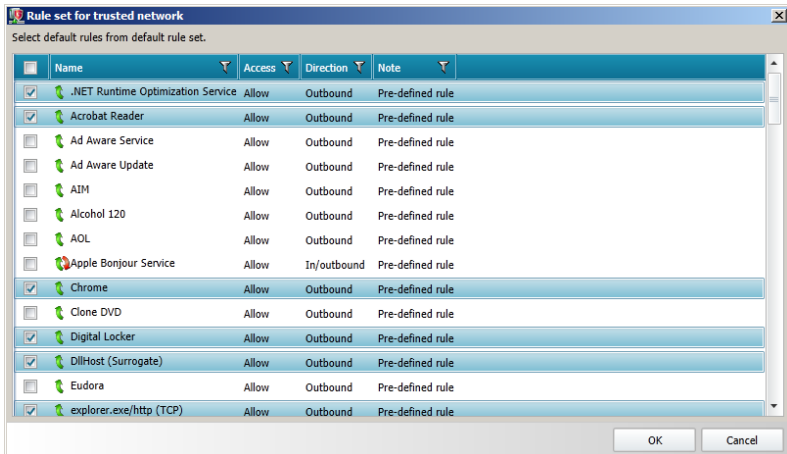 Rule set for trusted network
Select default rules from default rule set.
Name Access Direction Note
.NET Runtime Optimization Service Allow Outbound Pre-defined rule
Acrobat Reader Allow Outbound Pre-defined rule
Ad Aware Service Allow Outbound Pre-defined rule
Ad Aware Update Allow Outbound Pre-defined rule
AIM Allow Outbound Pre-defined rule
Alcohol 120 Allow Outbound Pre-defined rule
AOL Allow Outbound Pre-defined rule
Apple Bonjour Service Allow In/outbound Pre-defined rule
Chrome Allow Outbound Pre-defined rule
Clone DVD Allow Outbound Pre-defined rule
Digital Locker Allow Outbound Pre-defined rule
DllHost (Surrogate) Allow Outbound Pre-defined rule
Eudora Allow Outbound Pre-defined rule
explorer.exe/http (TCP) Allow Outbound Pre-defined rule
OK Cancel